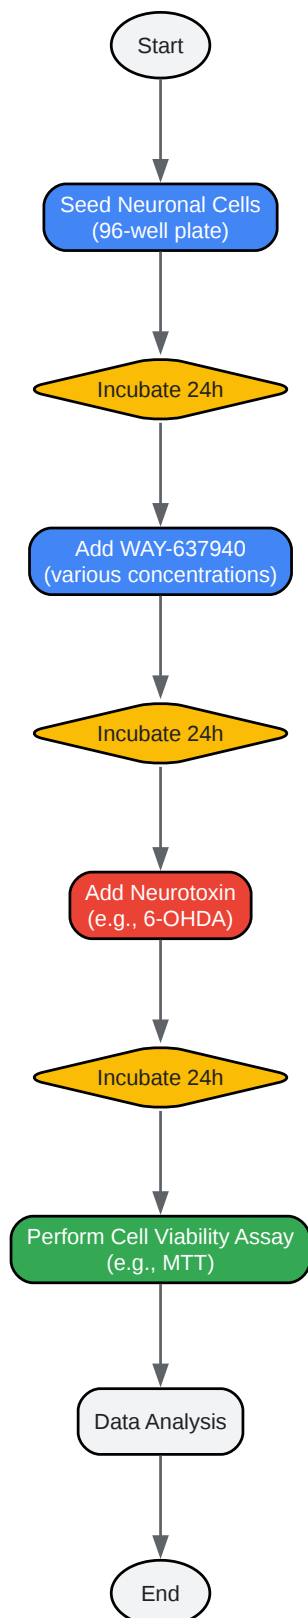 Start
Seed Neuronal Cells
(96-well plate)
Incubate 24h
Add WAY-637940
(various concentrations)
Incubate 24h
Add Neurotoxin
(e.g., 6-OHDA)
Incubate 24h
Perform Cell Viability Assay
(e.g., MTT)
Data Analysis
End